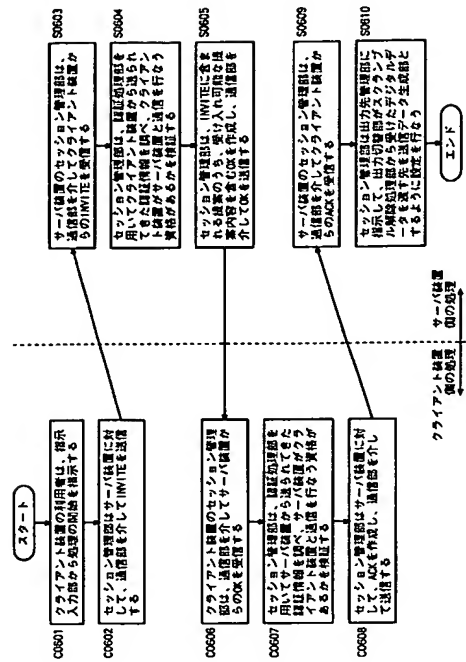 スタート
C0601
クライアント装置の利用者は、指示
入力部から処理の開始を指示する
C0602
セッション管理部はサーバ装置に対
して、通信部を介してINVITEを送信
する
S0603
サーバ装置のセッション管理部は、
通信部を介してクライアント装置か
らのINVITEを受信する
S0604
セッション管理部は、認証処理部を
用いてクライアント装置から送られ
てきた認証情報を調べ、クライアン
ト装置がサーバ装置と通信を行なう
資格があるかを検証する
S0605
セッション管理部は、INVITEに含ま
れる提案のうち、受け入れ可能な提
案内容を含むOKを作成し、通信部を
介してOKを送信する
C0606
クライアント装置のセッション管理
部は、通信部を介してサーバ装置か
らのOKを受信する
C0607
セッション管理部は、認証処理部を
用いてサーバ装置から送られてきた
認証情報を調べ、サーバ装置がクラ
イアント装置と通信を行なう資格が
あるかを検証する
C0608
セッション管理部はサーバ装置に対
して、ACKを作成し、通信部を介し
て送信する
S0609
サーバ装置のセッション管理部は、
通信部を介してクライアント装置か
らのACKを受信する
S0610
セッション管理部は出力先管理部に
指示して、出力切替部がスクランブ
ル解除処理部から受けたデジタルデ
ータを渡す先を送信データ生成部と
するように設定を行なう
エンド
クライアント装置
側の処理
サーバ装置
側の処理